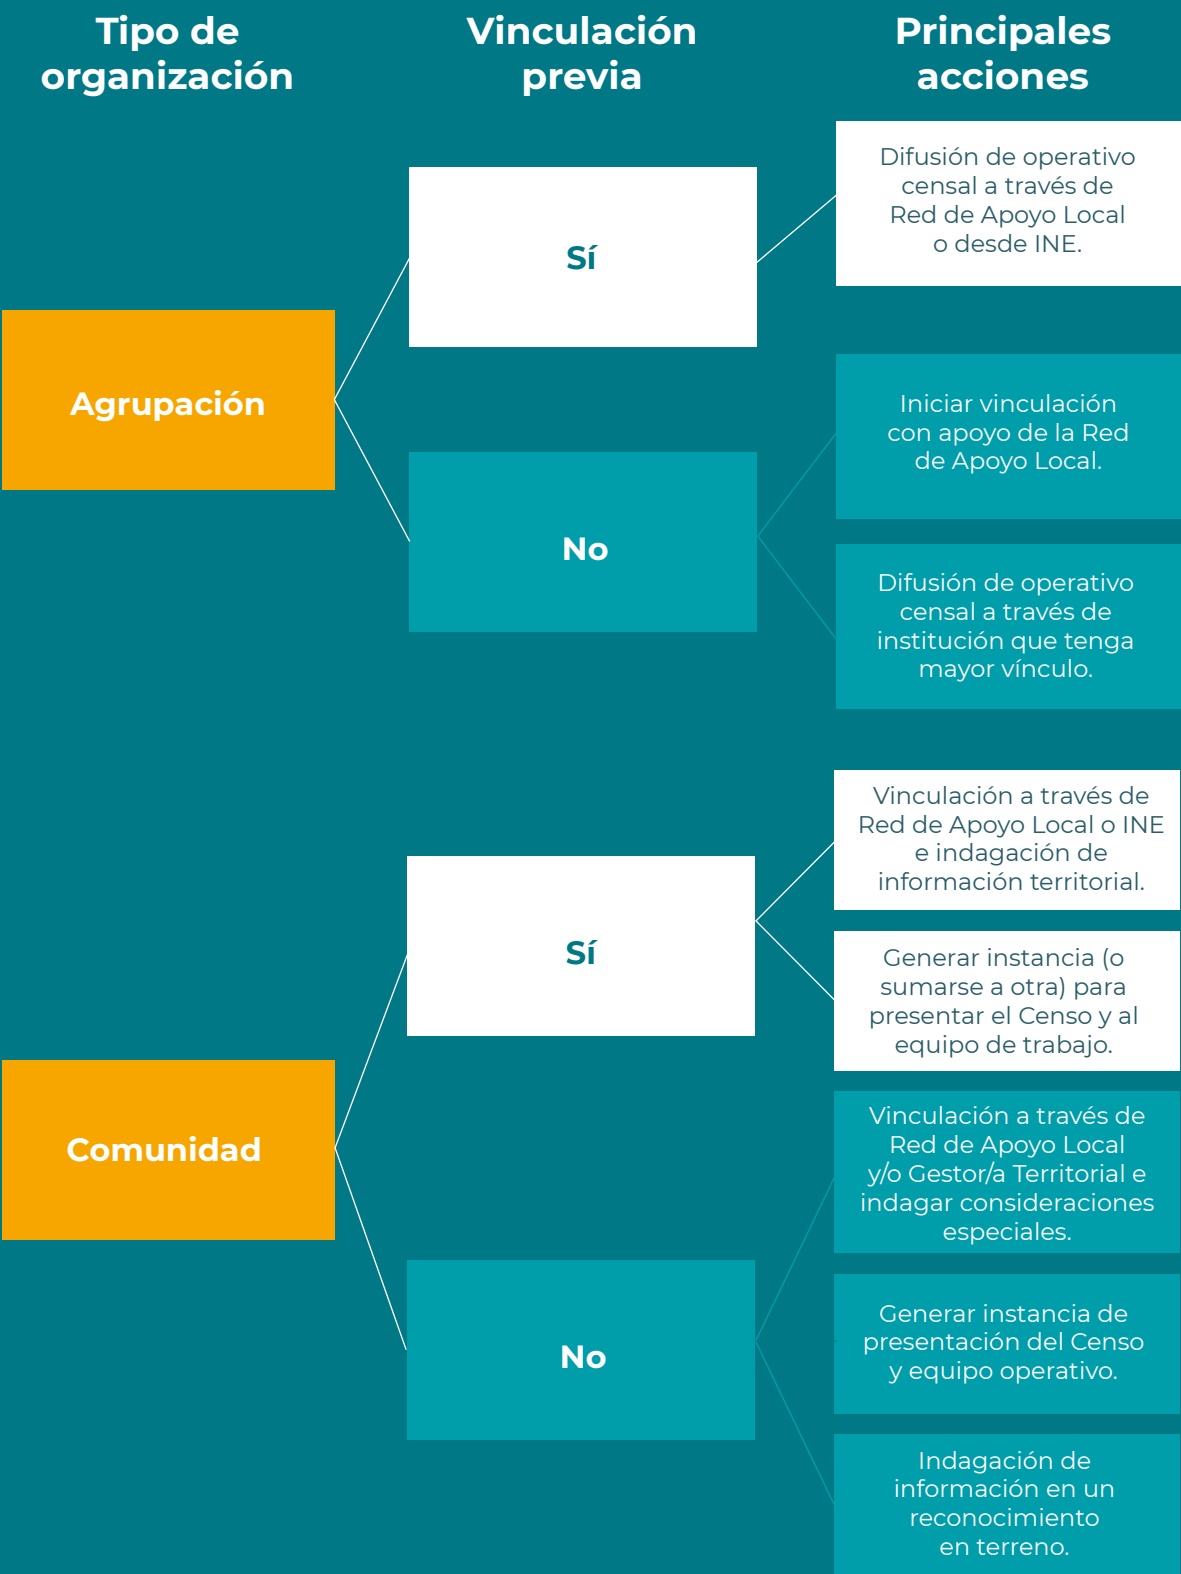 Tipo de
organización
Vinculación
previa
Principales
acciones
Agrupación
Sí
Difusión de operativo
censal a través de
Red de Apoyo Local
o desde INE.
No
Iniciar vinculación
con apoyo de la Red
de Apoyo Local.
Difusión de operativo
censal a través de
institución que tenga
mayor vínculo.
Comunidad
Sí
Vinculación a través de
Red de Apoyo Local o INE
e indagación de
información territorial.
Generar instancia (o
sumarse a otra) para
presentar el Censo y al
equipo de trabajo.
No
Vinculación a través de
Red de Apoyo Local
y/o Gestor/a Territorial e
indagar consideraciones
especiales.
Generar instancia de
presentación del Censo
y equipo operativo.
Indagación de
información en un
reconocimiento
en terreno.